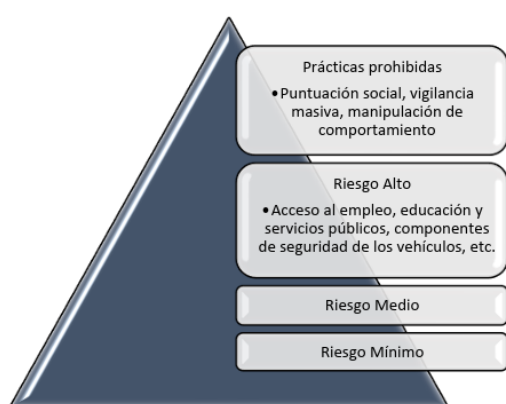 Prácticas prohibidas
•Puntuación social, vigilancia
masiva, manipulación de
comportamiento
Riesgo Alto
•Acceso al empleo, educación y
servicios públicos, componentes
de seguridad de los vehículos, etc.
Riesgo Medio
Riesgo Mínimo